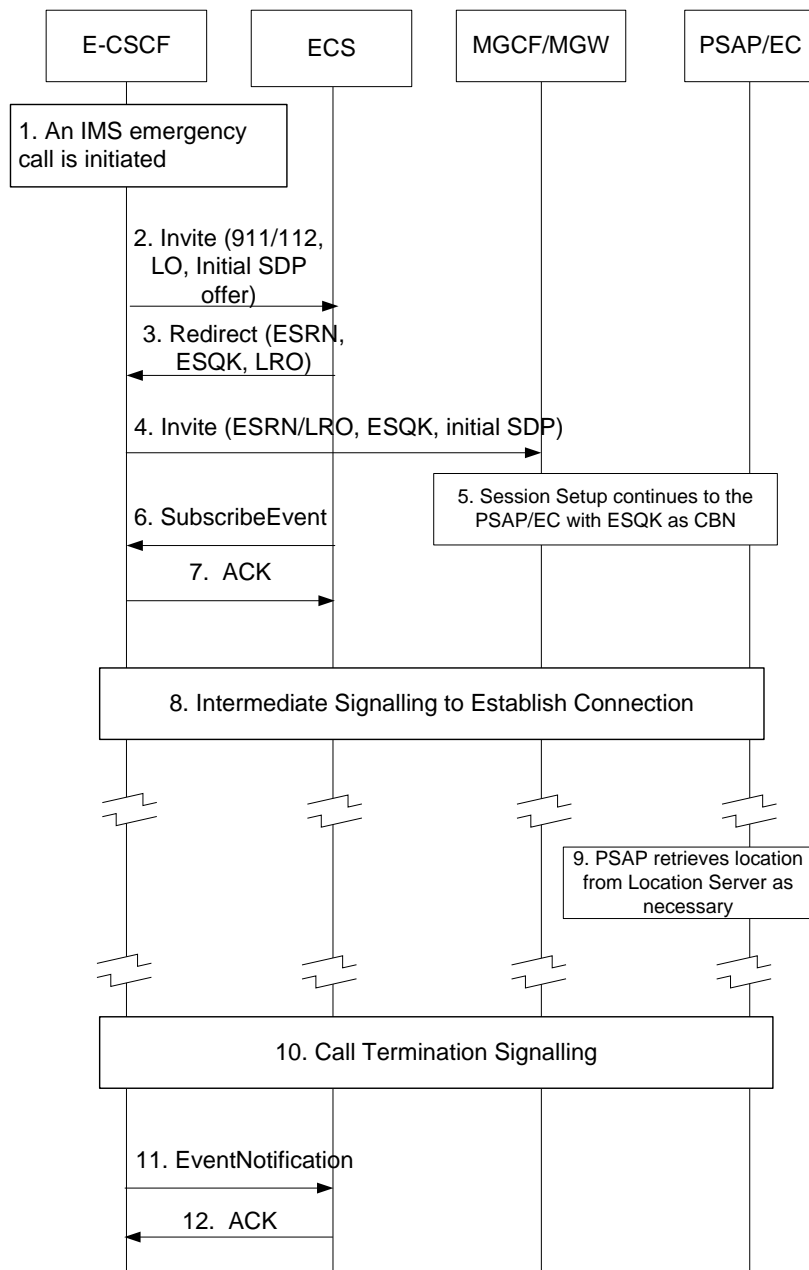 E-CSCF
ECS
MGCF/MGW
PSAP/EC
1. An IMS emergency
call is initiated
2. Invite (911/112,
LO, Initial SDP
offer)
3. Redirect (ESRN,
ESQK, LRO)
4. Invite (ESRN/LRO, ESQK, initial SDP)
5. Session Setup continues to the
PSAP/EC with ESQK as CBN
6. SubscribeEvent
7. ACK
8. Intermediate Signalling to Establish Connection
9. PSAP retrieves location
from Location Server as
necessary
10. Call Termination Signalling
11. EventNotification
12. ACK